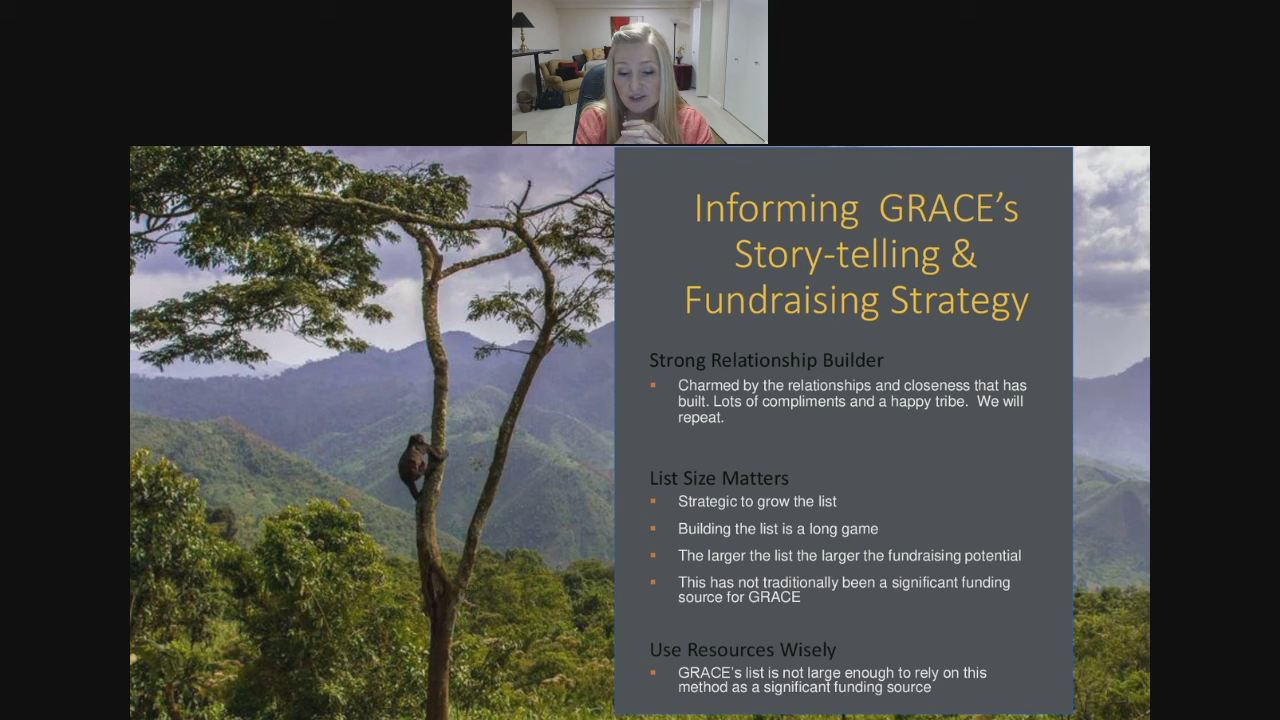 Informing GRACE’s
Story-telling &
Fundraising Strategy
Strong Relationship Builder
▪ Charmed by the relationships and closeness that has
built. Lots of compliments and a happy tribe. We will
repeat.
List Size Matters
▪ Strategic to grow the list
▪ Building the list is a long game
▪ The larger the list the larger the fundraising potential
▪ This has not traditionally been a significant funding
source for GRACE
Use Resources Wisely
▪ GRACE’s list is not large enough to rely on this
method as a significant funding source